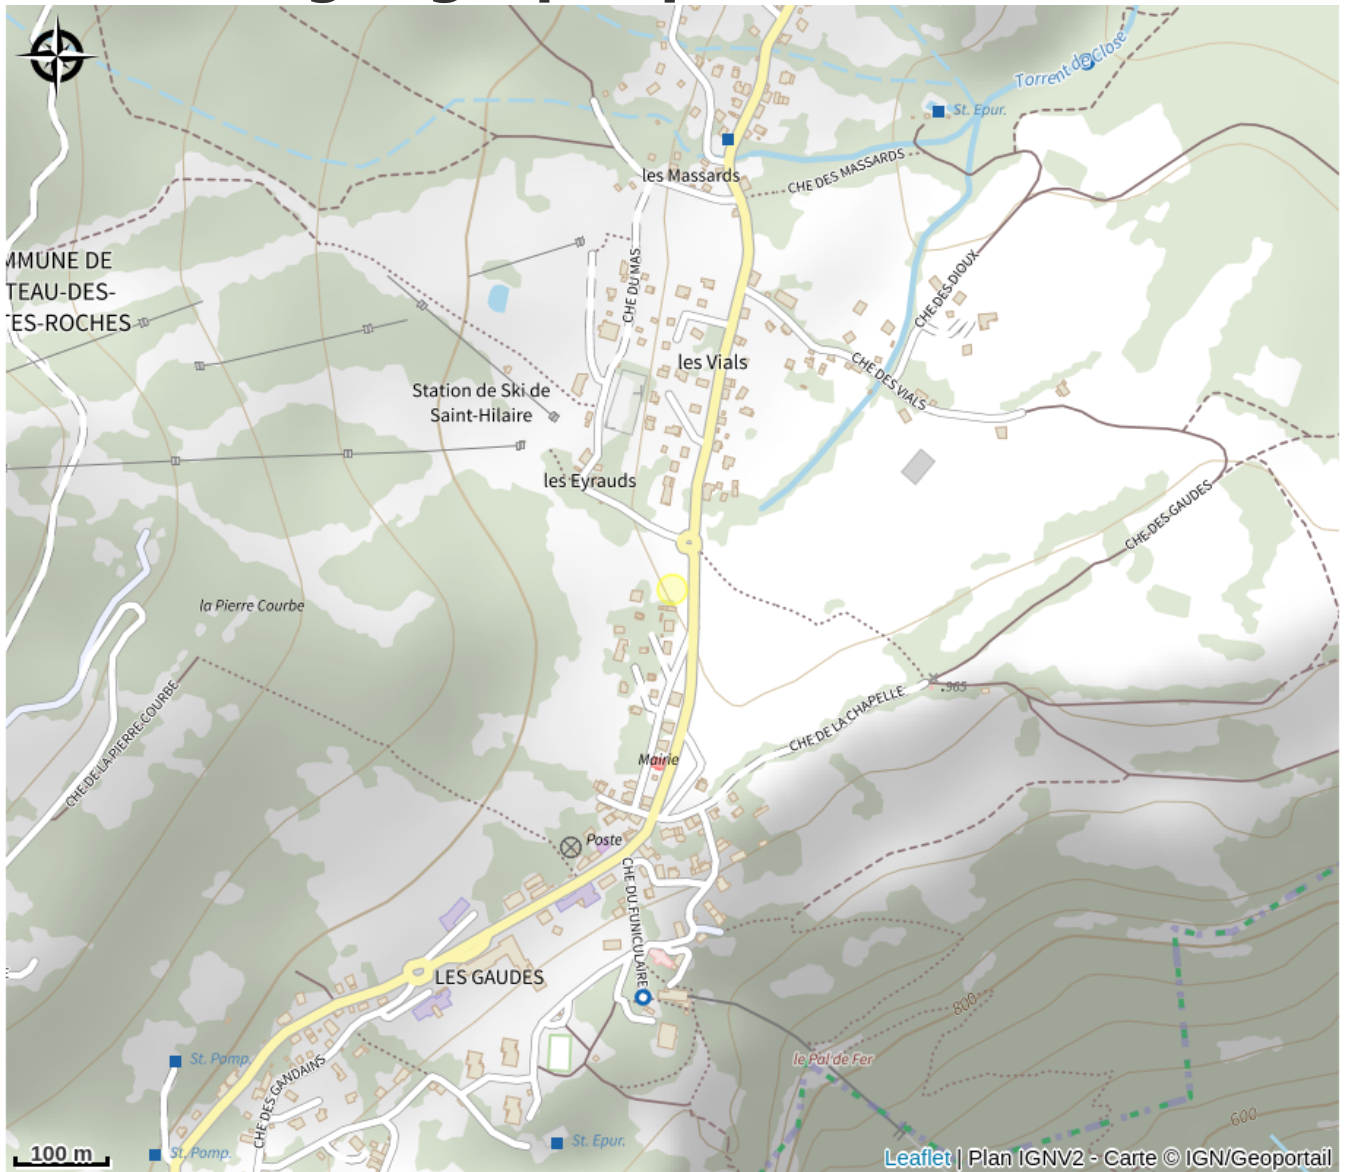 Torrent de Close
St. Epur.
les Massards
CHE DES MASSARDS
MMUNE DE
TEAU-DES-
TES-ROCHES
CHE DU MAS
CHE DES DIOUX
les Vials
CHE DES VIALS
Station de Ski de
Saint-Hilaire
les Eyrauds
CHE DES GAUDES
la Pierre Courbe
CHE DE LA PIERRE COURBE
.965
CHE DE LA CHAPELLE
Mairie
Poste
CHE DU FUNICULAIRE
LES GAUDES
800
le Pal de Fer
St. Pomp.
CHE DES GANDAINS
600
St. Epur.
St. Pomp.
100 m
Leaflet | Plan IGNV2 - Carte © IGN/Geoportail